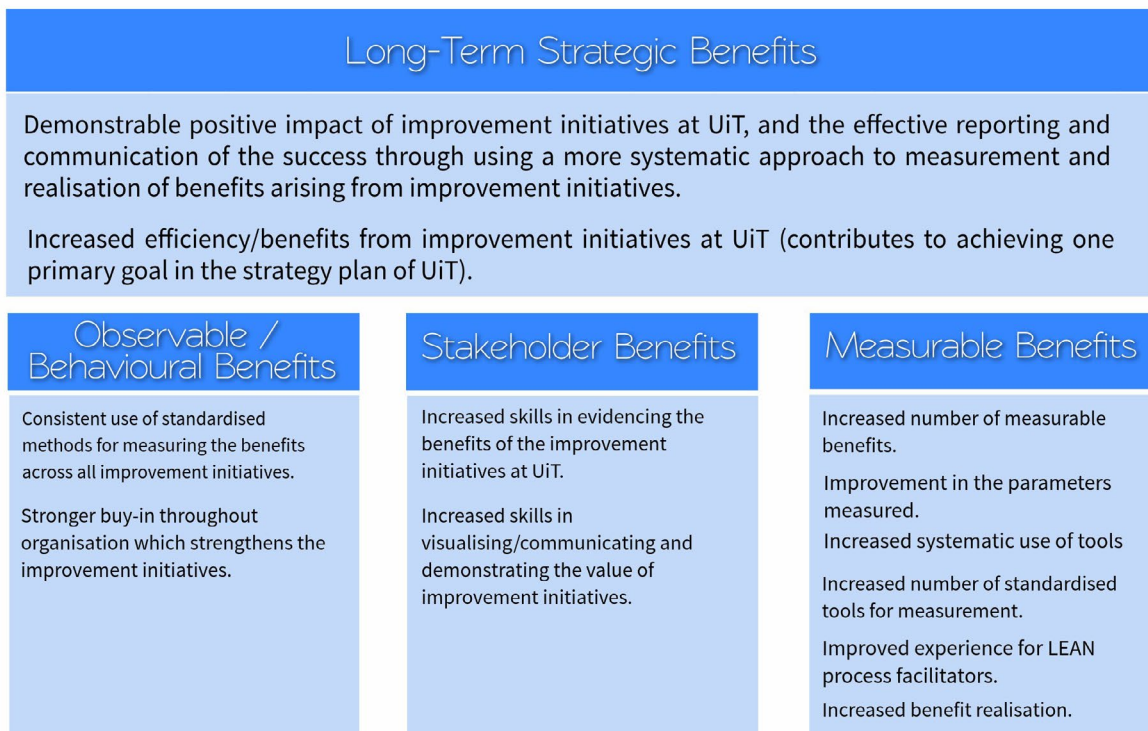 Long-Term Strategic Benefits
Demonstrable positive impact of improvement initiatives at UiT, and the effective reporting and
communication of the success through using a more systematic approach to measurement and
realisation of benefits arising from improvement initiatives.
Increased efficiency/benefits from improvement initiatives at UiT (contributes to achieving one
primary goal in the strategy plan of UiT).
Observable /
Behavioural Benefits
Consistent use of standardised
methods for measuring the benefits
across all improvement initiatives.
Stronger buy-in throughout
organisation which strengthens the
improvement initiatives.
Stakeholder Benefits
Increased skills in evidencing the
benefits of the improvement
initiatives at UiT.
Increased skills in
visualising/communicating and
demonstrating the value of
improvement initiatives.
Measurable Benefits
Increased number of measurable
benefits.
Improvement in the parameters
measured.
Increased systematic use of tools
Increased number of standardised
tools for measurement.
Improved experience for LEAN
process facilitators.
Increased benefit realisation.